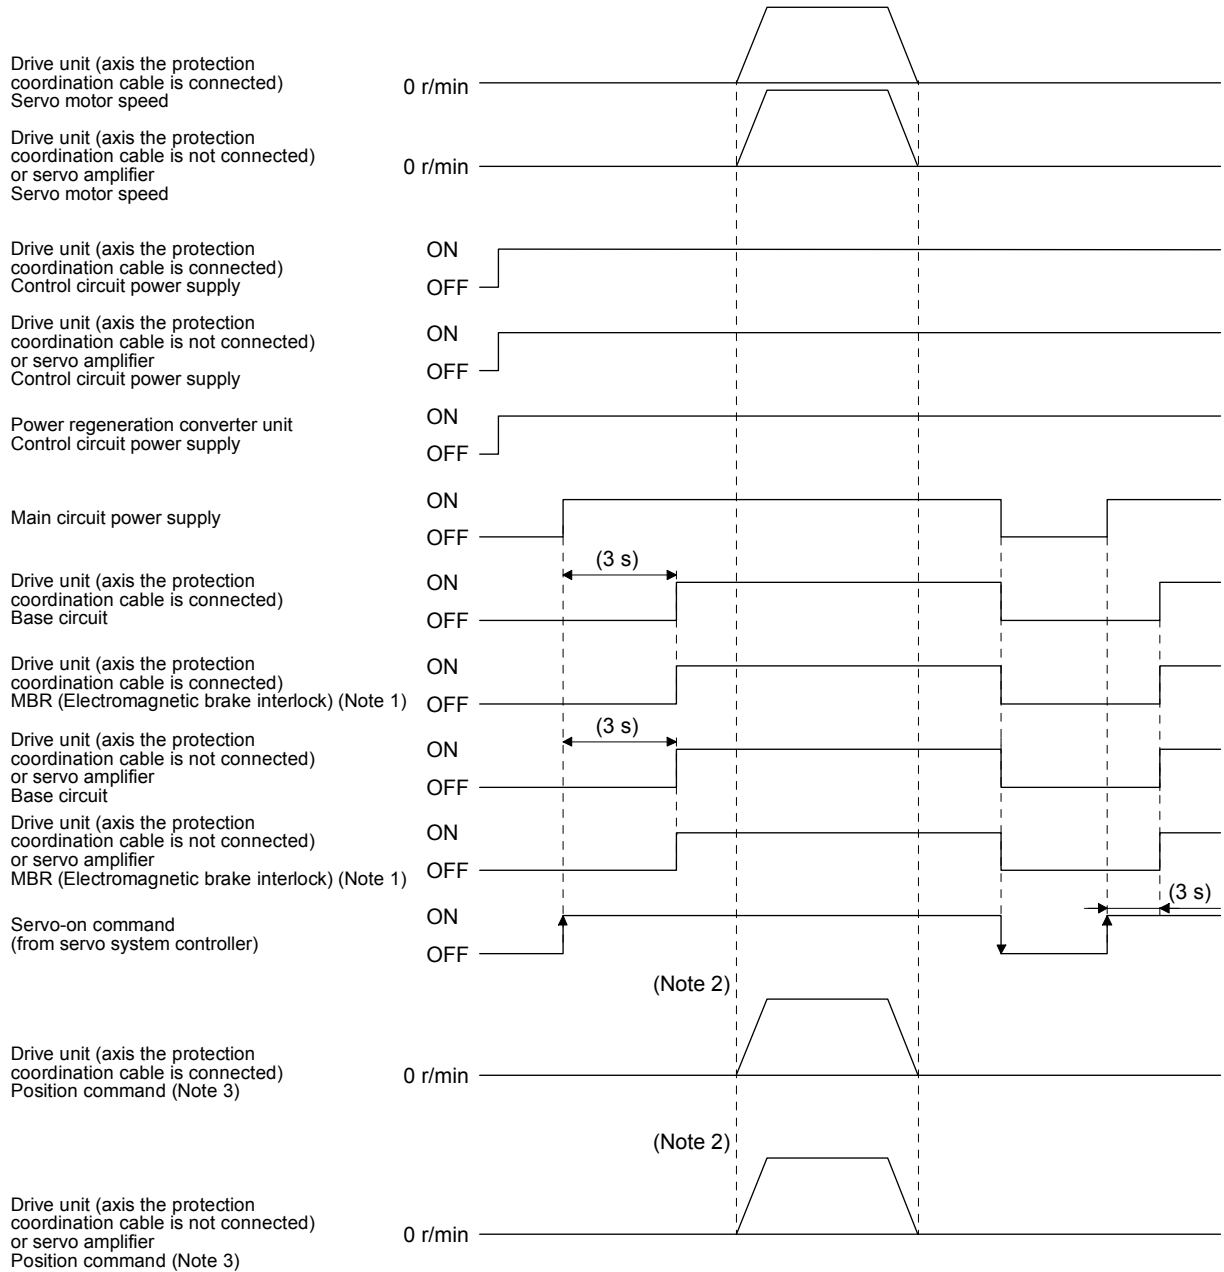 Drive unit (axis the protection
coordination cable is connected)
Servo motor speed
0 r/min
Drive unit (axis the protection
coordination cable is not connected)
or servo amplifier
Servo motor speed
0 r/min
Drive unit (axis the protection
coordination cable is connected)
Control circuit power supply
ON
OFF
Drive unit (axis the protection
coordination cable is not connected)
or servo amplifier
Control circuit power supply
ON
OFF
Power regeneration converter unit
Control circuit power supply
ON
OFF
Main circuit power supply
ON
OFF
(3 s)
Drive unit (axis the protection
coordination cable is connected)
Base circuit
ON
OFF
Drive unit (axis the protection
coordination cable is connected)
MBR (Electromagnetic brake interlock) (Note 1)
ON
OFF
(3 s)
Drive unit (axis the protection
coordination cable is not connected)
or servo amplifier
Base circuit
ON
OFF
Drive unit (axis the protection
coordination cable is not connected)
or servo amplifier
MBR (Electromagnetic brake interlock) (Note 1)
ON
OFF
(3 s)
Servo-on command
(from servo system controller)
ON
OFF
(Note 2)
Drive unit (axis the protection
coordination cable is connected)
Position command (Note 3)
0 r/min
(Note 2)
Drive unit (axis the protection
coordination cable is not connected)
or servo amplifier
Position command (Note 3)
0 r/min